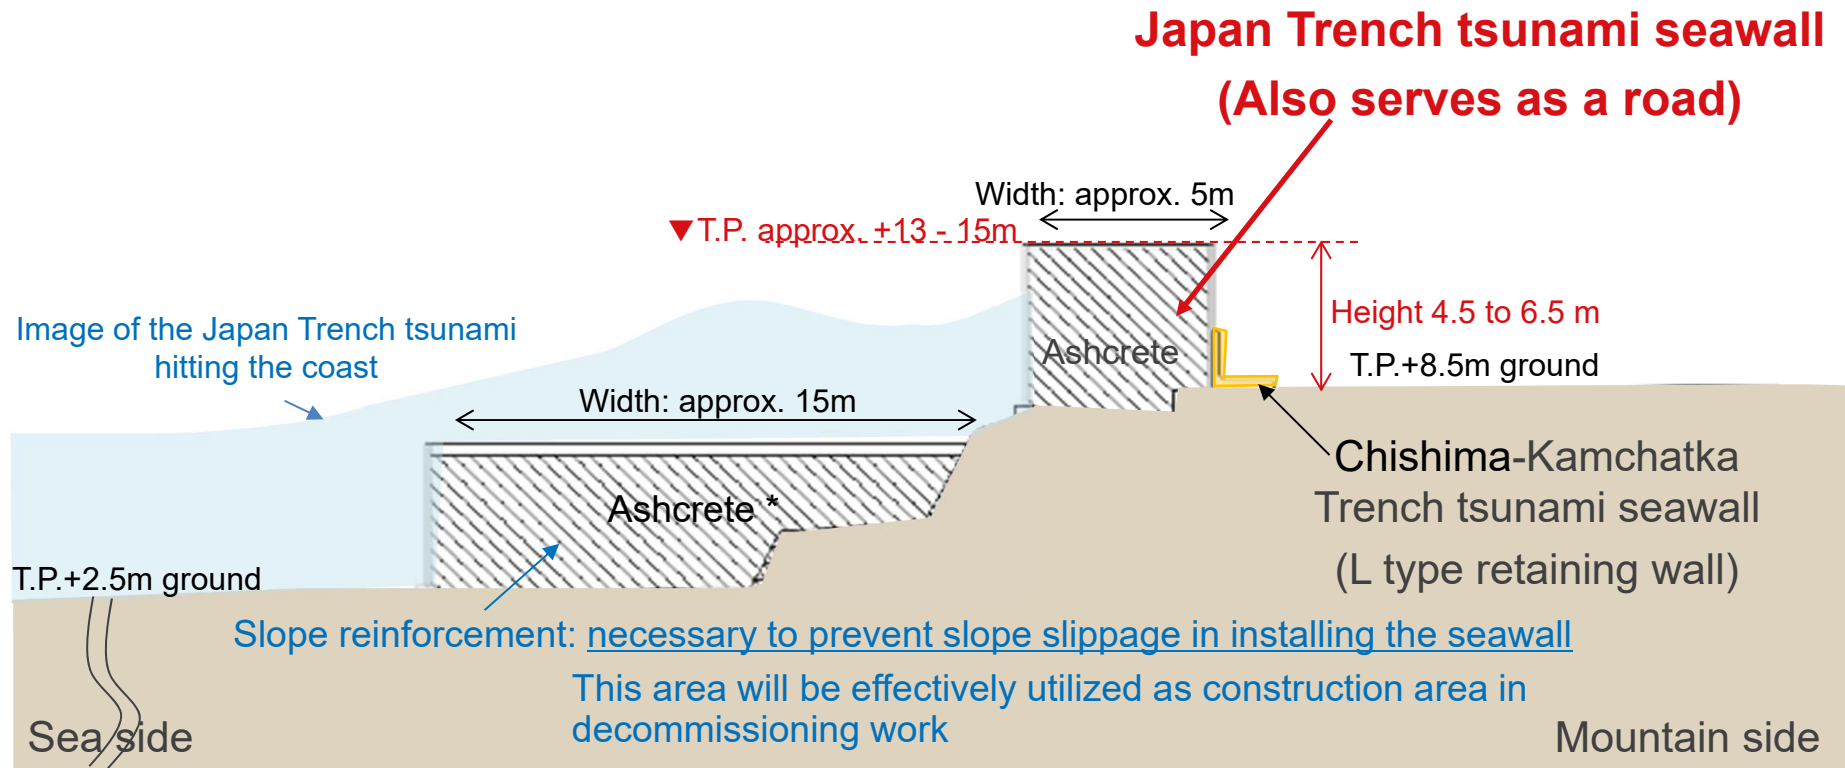 Japan Trench tsunami seawall
(Also serves as a road)
Width: approx. 5m
▼T.P. approx. +13 - 15m
Image of the Japan Trench tsunami
hitting the coast
Height 4.5 to 6.5 m
Ashcrete
T.P.+8.5m ground
Width: approx. 15m
Chishima-Kamchatka
Trench tsunami seawall
(L type retaining wall)
Ashcrete *
T.P.+2.5m ground
Slope reinforcement: necessary to prevent slope slippage in installing the seawall
This area will be effectively utilized as construction area in
decommissioning work
Sea side
Mountain side